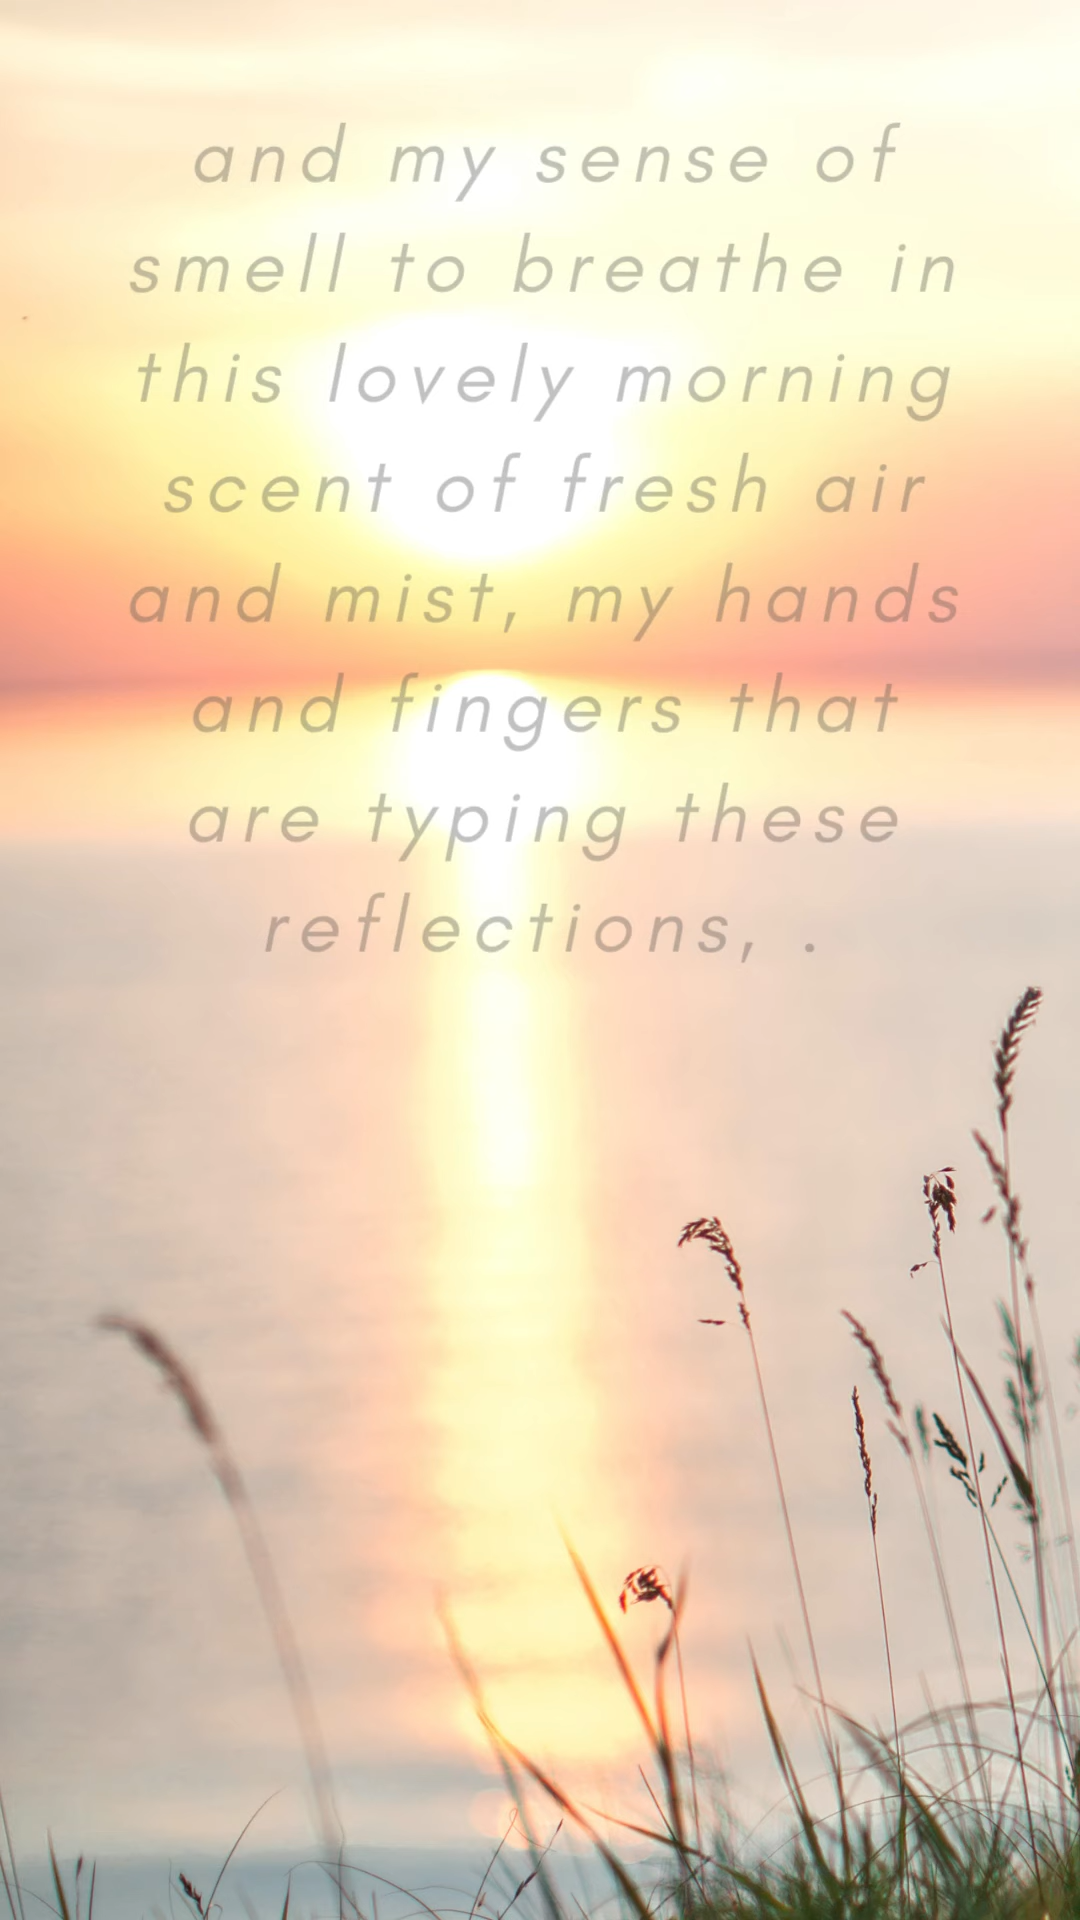 and my sense of
smell to breathe in
this lovely morning
scent of fresh air
and mist, my hands
and fingers that
are typing these
reflections, .